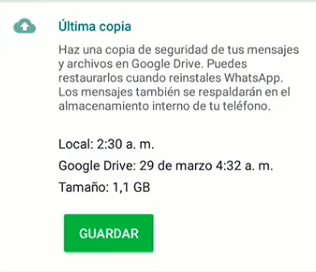 Última copia
Haz una copia de seguridad de tus mensajes
y archivos en Google Drive. Puedes
restaurarlos cuando reinstales WhatsApp.
Los mensajes también se respaldarán en el
almacenamiento interno de tu teléfono.
Local: 2:30 a. m.
Google Drive: 29 de marzo 4:32 a. m.
Tamaño: 1,1 GB
GUARDAR